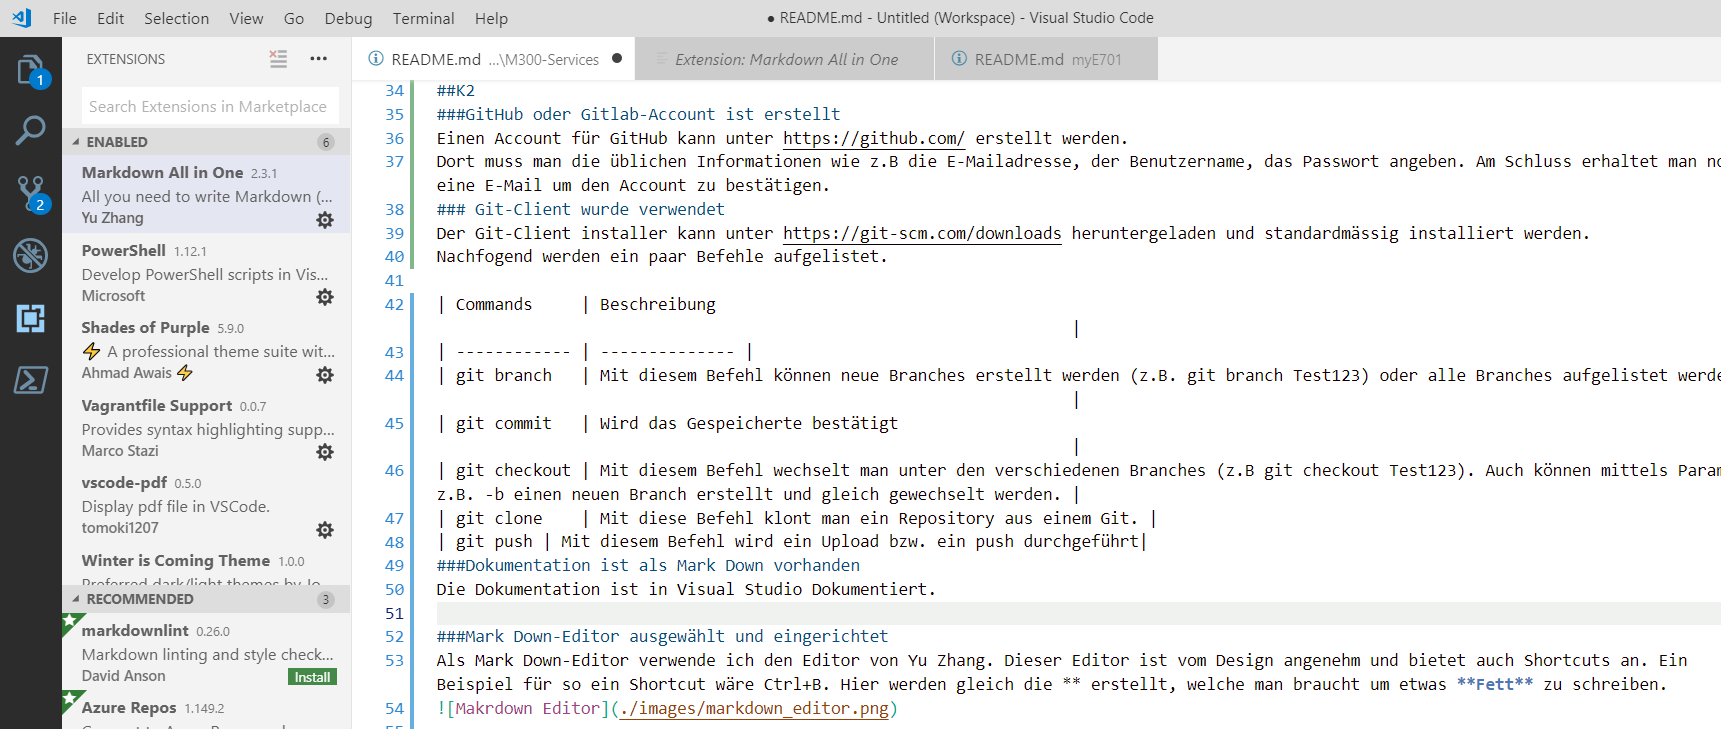 File Edit Selection View Go Debug Terminal Help
● README.md - Untitled (Workspace) - Visual Studio Code
EXTENSIONS
README.md ...\M300-Services
Extension: Markdown All in One
README.md myE701
1
2
Search Extensions in Marketplace
ENABLED 6
Markdown All in One 2.3.1
All you need to write Markdown (...
Yu Zhang
PowerShell 1.12.1
Develop PowerShell scripts in Vis...
Microsoft
Shades of Purple 5.9.0
⚡ A professional theme suite wit...
Ahmad Awais ⚡
Vagrantfile Support 0.0.7
Provides syntax highlighting supp...
Marco Stazi
vscode-pdf 0.5.0
Display pdf file in VSCode.
tomoki1207
Winter is Coming Theme 1.0.0
Preferred dark/light themes by Jo
RECOMMENDED 3
markdownlint 0.26.0
Markdown linting and style check...
David Anson
Install
Azure Repos 1.149.2
34 ##K2
35 ###GitHub oder Gitlab-Account ist erstellt
36 Einen Account für GitHub kann unter https://github.com/ erstellt werden.
37 Dort muss man die üblichen Informationen wie z.B die E-Mailadresse, der Benutzername, das Passwort angeben. Am Schluss erhaltet man no
eine E-Mail um den Account zu bestätigen.
38 ### Git-Client wurde verwendet
39 Der Git-Client installer kann unter https://git-scm.com/downloads heruntergeladen und standardmässig installiert werden.
40 Nachfogend werden ein paar Befehle aufgelistet.
41
42 | Commands     | Beschreibung
|
43 | ------------ | -------------- |
44 | git branch   | Mit diesem Befehl können neue Branches erstellt werden (z.B. git branch Test123) oder alle Branches aufgelistet werde
|
45 | git commit   | Wird das Gespeicherte bestätigt
|
46 | git checkout | Mit diesem Befehl wechselt man unter den verschiedenen Branches (z.B git checkout Test123). Auch können mittels Param
z.B. -b einen neuen Branch erstellt und gleich gewechselt werden. |
47 | git clone    | Mit diese Befehl klont man ein Repository aus einem Git. |
48 | git push | Mit diesem Befehl wird ein Upload bzw. ein push durchgeführt|
49 ###Dokumentation ist als Mark Down vorhanden
50 Die Dokumentation ist in Visual Studio Dokumentiert.
51
52 ###Mark Down-Editor ausgewählt und eingerichtet
53 Als Mark Down-Editor verwende ich den Editor von Yu Zhang. Dieser Editor ist vom Design angenehm und bietet auch Shortcuts an. Ein
Beispiel für so ein Shortcut wäre Ctrl+B. Hier werden gleich die ** erstellt, welche man braucht um etwas **Fett** zu schreiben.
54 ![Makrdown Editor](./images/markdown_editor.png)